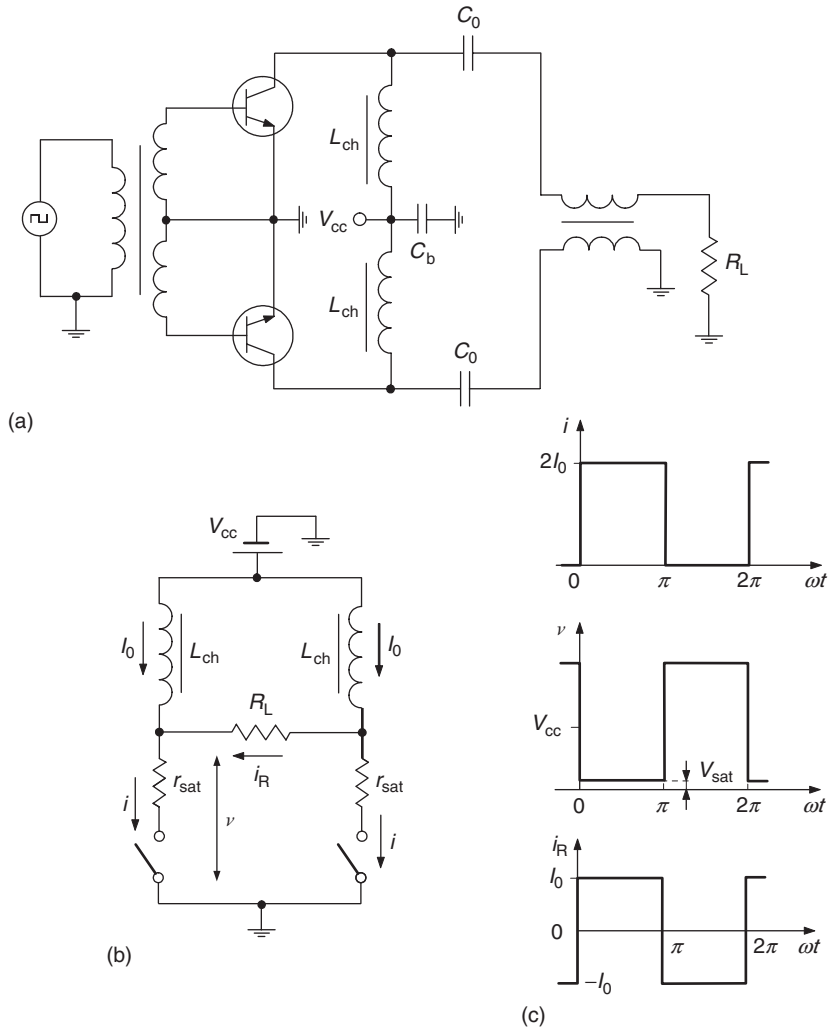 C0
Lch
Vcc
Cb
RL
Lch
C0
(a)
Vcc
I0
Lch
Lch
I0
RL
rsat
iR
rsat
i
ν
i
(b)
i
2I0
0
π
2π
ωt
ν
Vcc
Vsat
0
π
2π
ωt
iR
I0
0
π
2π
ωt
−I0
(c)